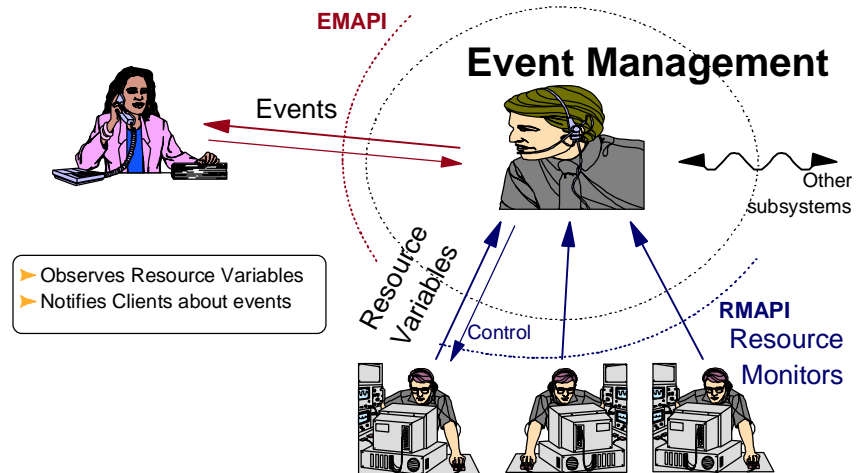 EMAPI
Event Management
Events
Other
subsystems
Resource
Variables
➤ Observes Resource Variables
➤ Notifies Clients about events
Control
RMAPI
Resource
Monitors